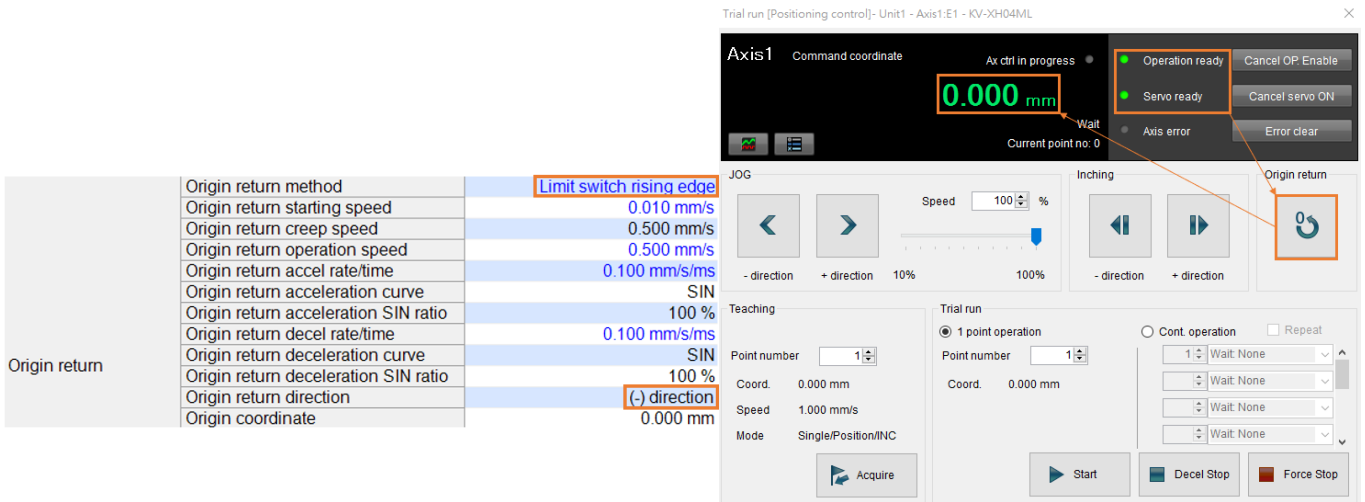 Origin return
Origin return method Limit switch rising edge
Origin return starting speed 0.010 mm/s
Origin return creep speed 0.500 mm/s
Origin return operation speed 0.500 mm/s
Origin return accel rate/time 0.100 mm/s/ms
Origin return acceleration curve SIN
Origin return acceleration SIN ratio 100 %
Origin return decel rate/time 0.100 mm/s/ms
Origin return deceleration curve SIN
Origin return deceleration SIN ratio 100 %
Origin return direction (-) direction
Origin coordinate 0.000 mm
Trial run [Positioning control]- Unit1 - Axis1:E1 - KV-XH04ML
Axis1 Command coordinate Ax ctrl in progress Operation ready Cancel OP. Enable
0.000 mm Servo ready Cancel servo ON
Wait Axis error Error clear
Current point no: 0
JOG Inching Origin return
Speed 100 %
0
- direction + direction 10% 100% - direction + direction
Teaching Trial run
1 point operation Cont. operation Repeat
Point number 1 Point number 1 1 Wait: None
Coord. 0.000 mm Coord. 0.000 mm Wait: None
Speed 1.000 mm/s Wait: None
Mode Single/Position/INC Wait: None
Acquire Start Decel Stop Force Stop